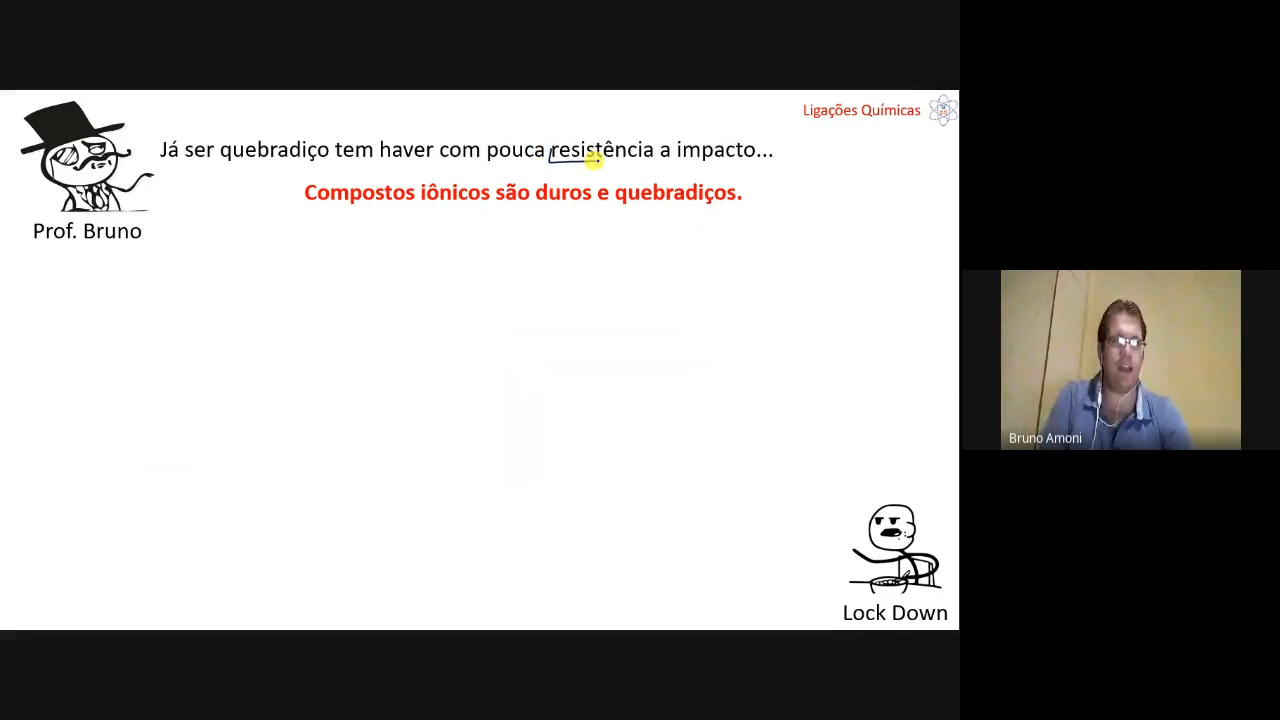 Ligações Químicas
Já ser quebradiço tem haver com pouca resistência a impacto...
Compostos iônicos são duros e quebradiços.
Prof. Bruno
Bruno Amoni
Lock Down